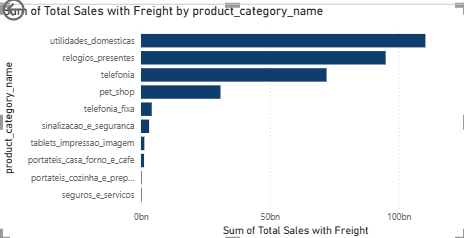 Sum of Total Sales with Freight by product_category_name
product_category_name
utilidades_domesticas
relogios_presentes
telefonia
pet_shop
telefonia_fixa
sinalizacao_e_seguranca
tablets_impressao_imagem
portateis_casa_forno_e_cafe
portateis_cozinha_e_prep...
seguros_e_servicos
0bn 50bn 100bn
Sum of Total Sales with Freight